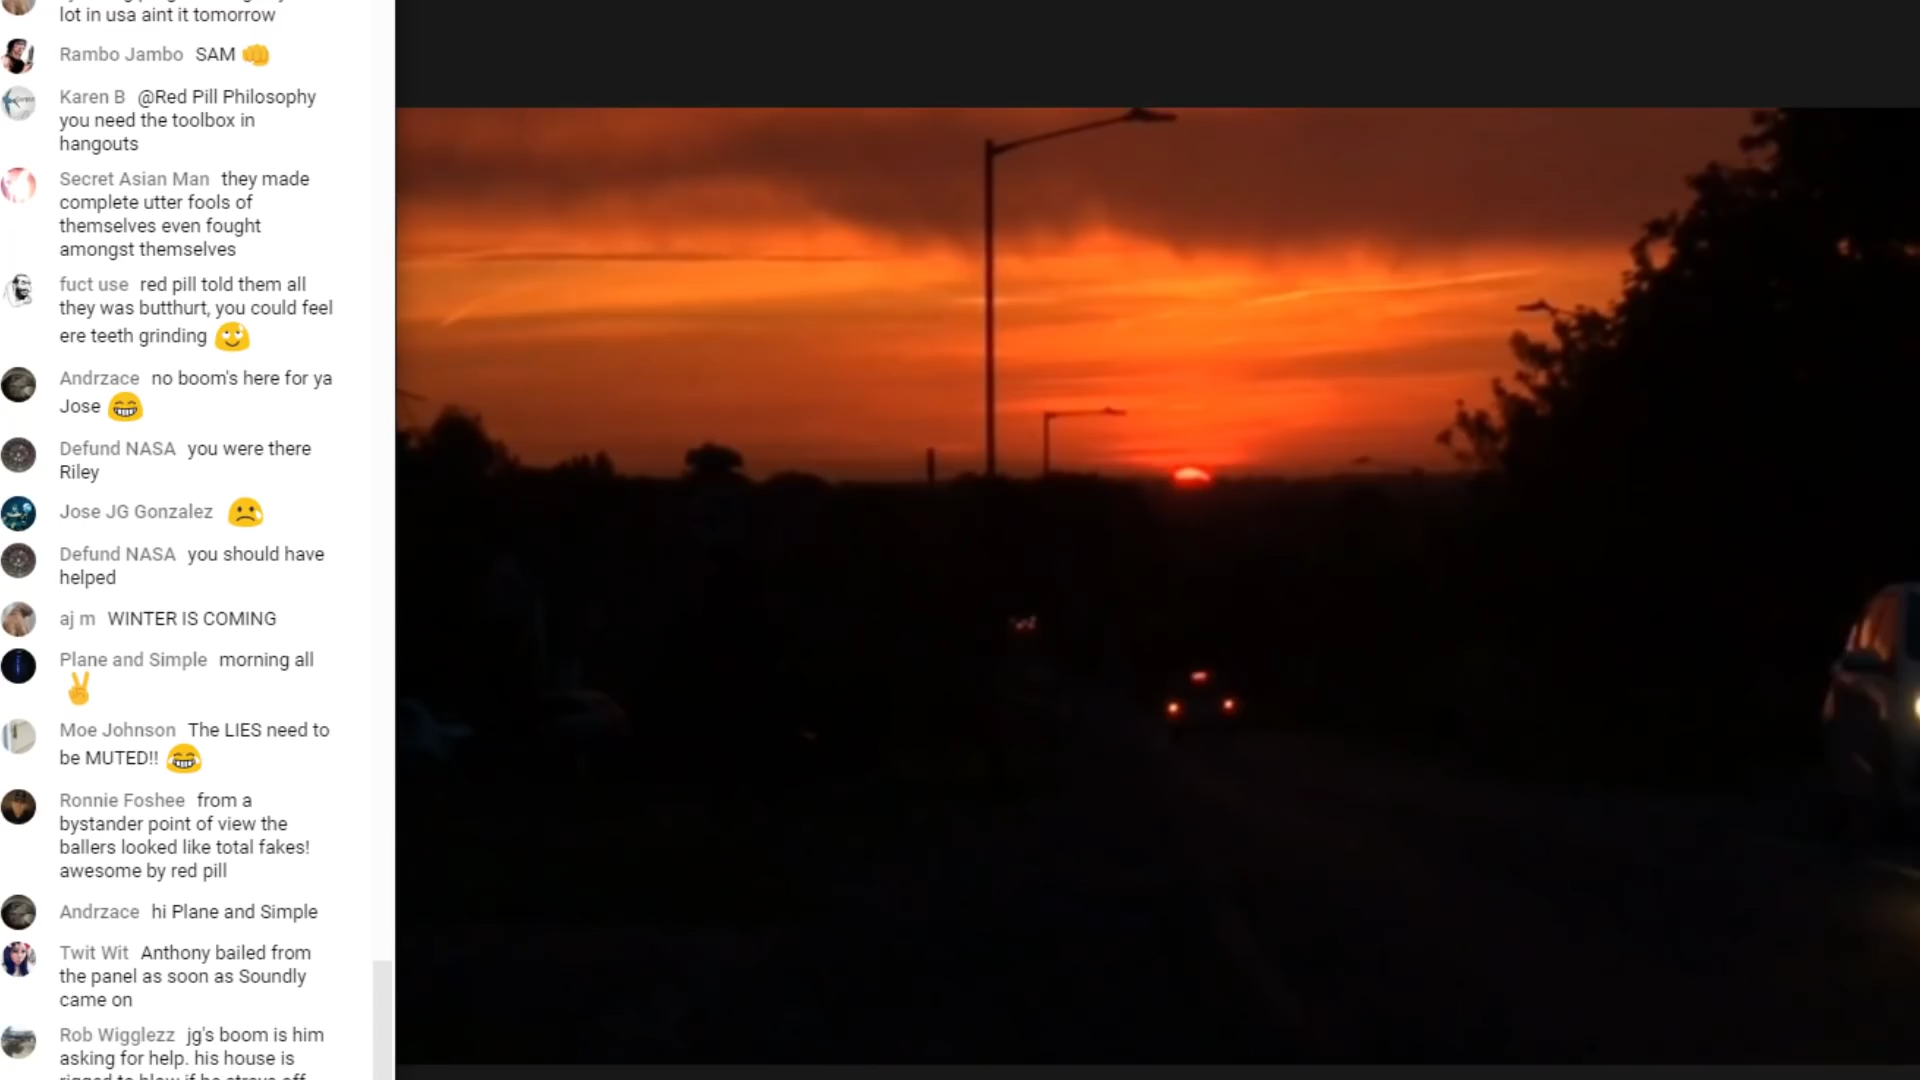 lot in usa aint it tomorrow
Rambo Jambo SAM
Karen B @Red Pill Philosophy
you need the toolbox in
hangouts
Secret Asian Man they made
complete utter fools of
themselves even fought
amongst themselves
fuct use red pill told them all
they was butthurt, you could feel
ere teeth grinding
Andrzace no boom's here for ya
Jose
Defund NASA you were there
Riley
Jose JG Gonzalez
Defund NASA you should have
helped
aj m WINTER IS COMING
Plane and Simple morning all
Moe Johnson The LIES need to
be MUTED!!
Ronnie Foshee from a
bystander point of view the
ballers looked like total fakes!
awesome by red pill
Andrzace hi Plane and Simple
Twit Wit Anthony bailed from
the panel as soon as Soundly
came on
Rob Wigglezz jg's boom is him
asking for help. his house is
rigged to blow if he strays off